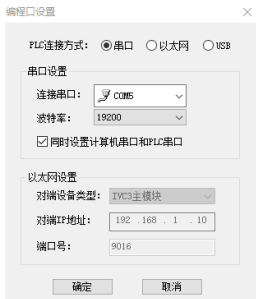 编程口设置
PLC连接方式： 串口 以太网 USB
串口设置
连接串口： COM5
波特率： 19200
同时设置计算机串口和PLC串口
以太网设置
对端设备类型： IVC3主模块
对端IP地址： 192 . 168 . 1 . 10
端口号： 9016
确定 取消